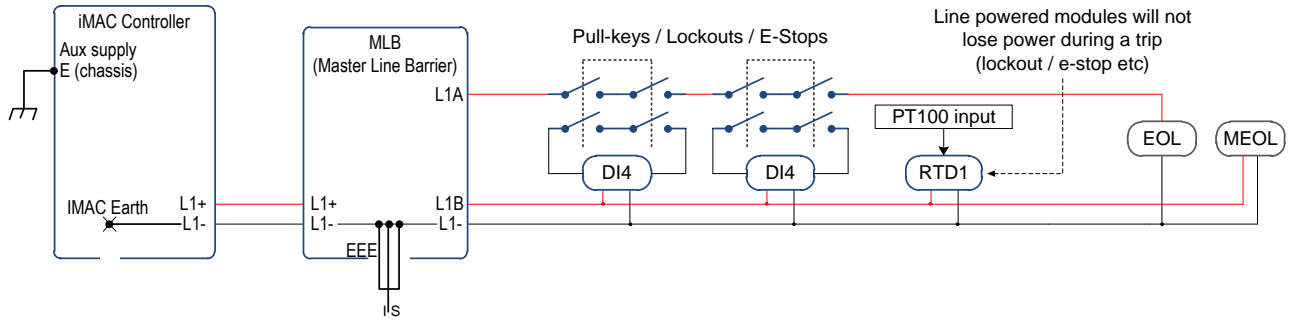 iMAC Controller
Aux supply
E (chassis)
IMAC Earth
L1+
L1-
MLB
(Master Line Barrier)
L1A
L1+
L1-
L1B
L1-
EEE
I S
Pull-keys / Lockouts / E-Stops
DI4
DI4
Line powered modules will not
lose power during a trip
(lockout / e-stop etc)
PT100 input
RTD1
EOL
MEOL